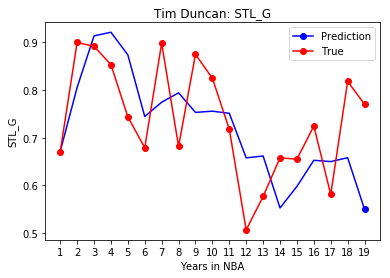 Tim Duncan: STL_G
Prediction
True
STL_G
0.9
0.8
0.7
0.6
0.5
1 2 3 4 5 6 7 8 9 10 11 12 13 14 15 16 17 18 19
Years in NBA